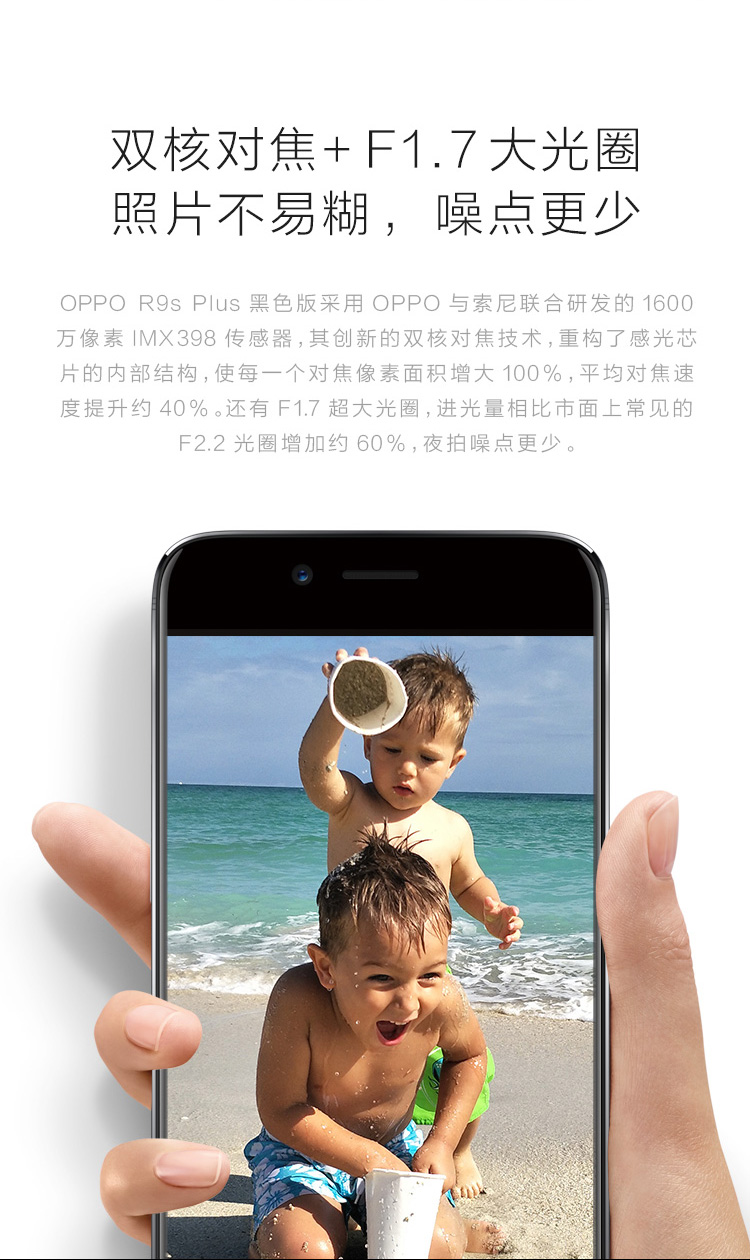 双核对焦+F1.7大光圈
照片不易糊，噪点更少
OPPO R9s Plus 黑色版采用 OPPO 与索尼联合研发的 1600
万像素 IMX398 传感器，其创新的双核对焦技术，重构了感光芯
片的内部结构，使每一个对焦像素面积增大 100%，平均对焦速
度提升约 40%。还有 F1.7 超大光圈，进光量相比市面上常见的
F2.2 光圈增加约 60%，夜拍噪点更少。